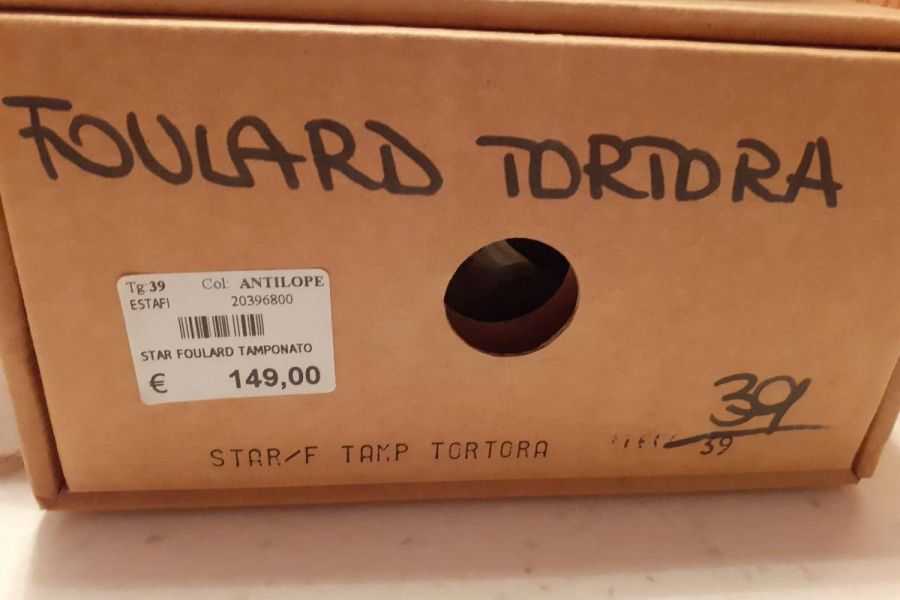 FOULARD TORTORA
Tg:39 Col: ANTILOPE
ESTAFI 20396800
STAR FOULARD TAMPONATO
€ 149,00
39
STAR/F TAMP TORTORA
39